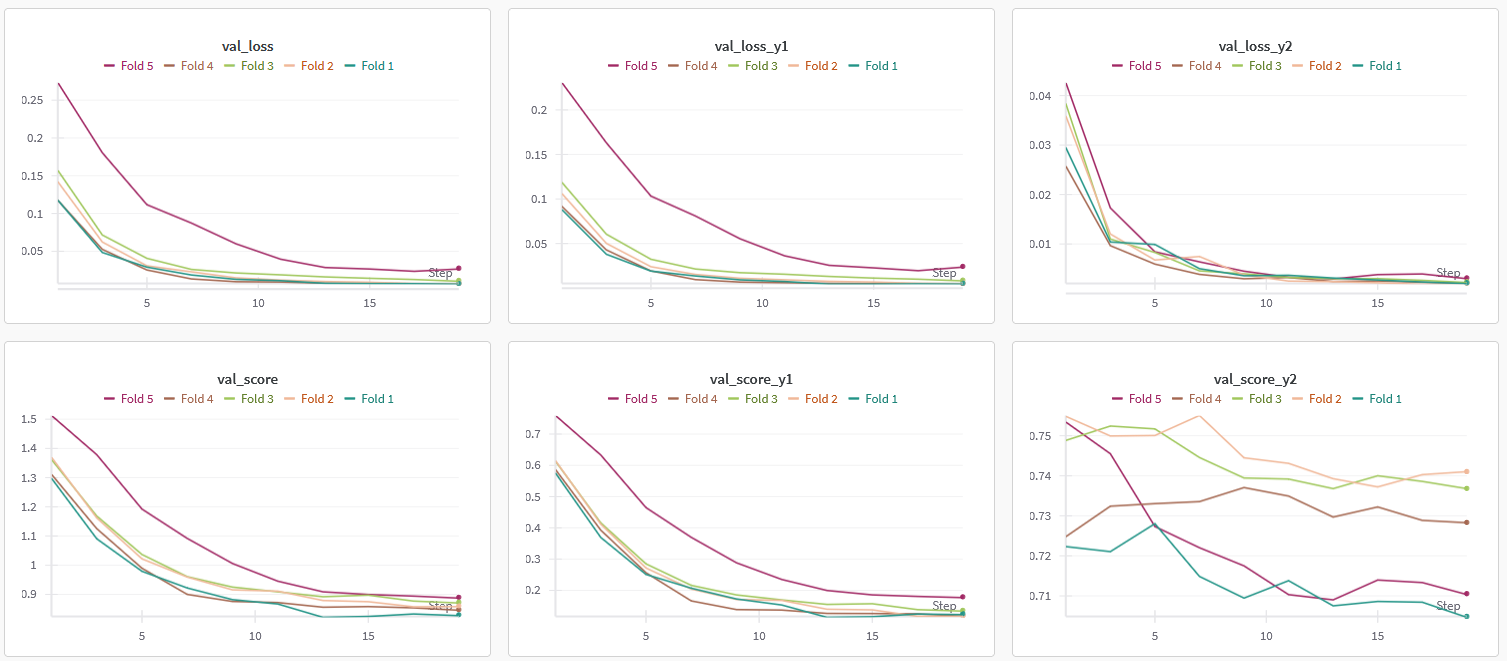 val_loss
Fold 5 Fold 4 Fold 3 Fold 2 Fold 1
0.25
0.2
0.15
0.1
0.05
Step
5 10 15
val_loss_y1
Fold 5 Fold 4 Fold 3 Fold 2 Fold 1
0.2
0.15
0.1
0.05
Step
5 10 15
val_loss_y2
Fold 5 Fold 4 Fold 3 Fold 2 Fold 1
0.04
0.03
0.02
0.01
Step
5 10 15
val_score
Fold 5 Fold 4 Fold 3 Fold 2 Fold 1
1.5
1.4
1.3
1.2
1.1
1
0.9
Step
5 10 15
val_score_y1
Fold 5 Fold 4 Fold 3 Fold 2 Fold 1
0.7
0.6
0.5
0.4
0.3
0.2
Step
5 10 15
val_score_y2
Fold 5 Fold 4 Fold 3 Fold 2 Fold 1
0.75
0.74
0.73
0.72
0.71
Step
5 10 15